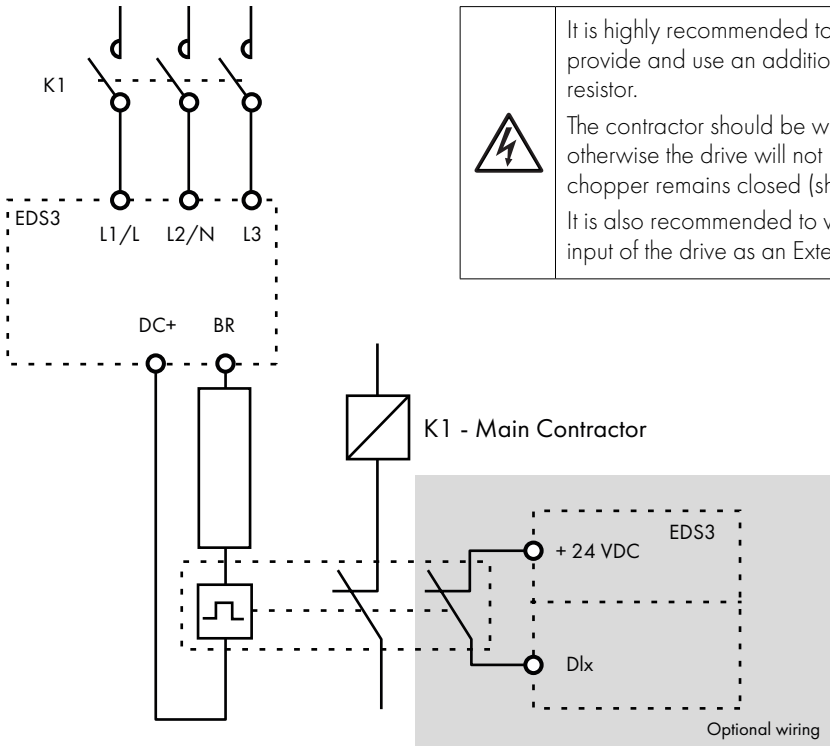 K1
EDS3
L1/L L2/N L3
DC+ BR
It is highly recommended to
provide and use an additio
resistor.
The contractor should be w
otherwise the drive will not
chopper remains closed (sh
It is also recommended to v
input of the drive as an Exte
K1 - Main Contractor
EDS3
+ 24 VDC
Dlx
Optional wiring